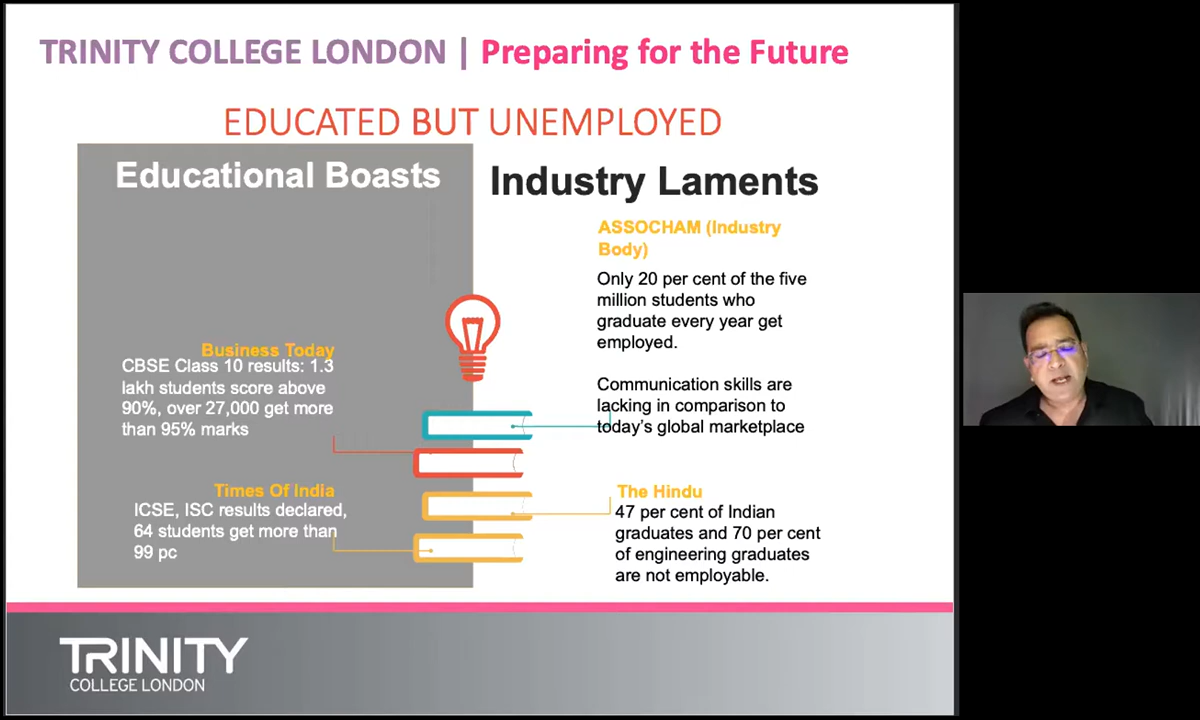 TRINITY COLLEGE LONDON | Preparing for the Future
EDUCATED BUT UNEMPLOYED
Educational Boasts
Business Today
CBSE Class 10 results: 1.3
lakh students score above
90%, over 27,000 get more
than 95% marks
Times Of India
ICSE, ISC results declared,
64 students get more than
99 pc
Industry Laments
ASSOCHAM (Industry
Body)
Only 20 per cent of the five
million students who
graduate every year get
employed.
Communication skills are
lacking in comparison to
today's global marketplace
The Hindu
47 per cent of Indian
graduates and 70 per cent
of engineering graduates
are not employable.
TRINITY
COLLEGE LONDON